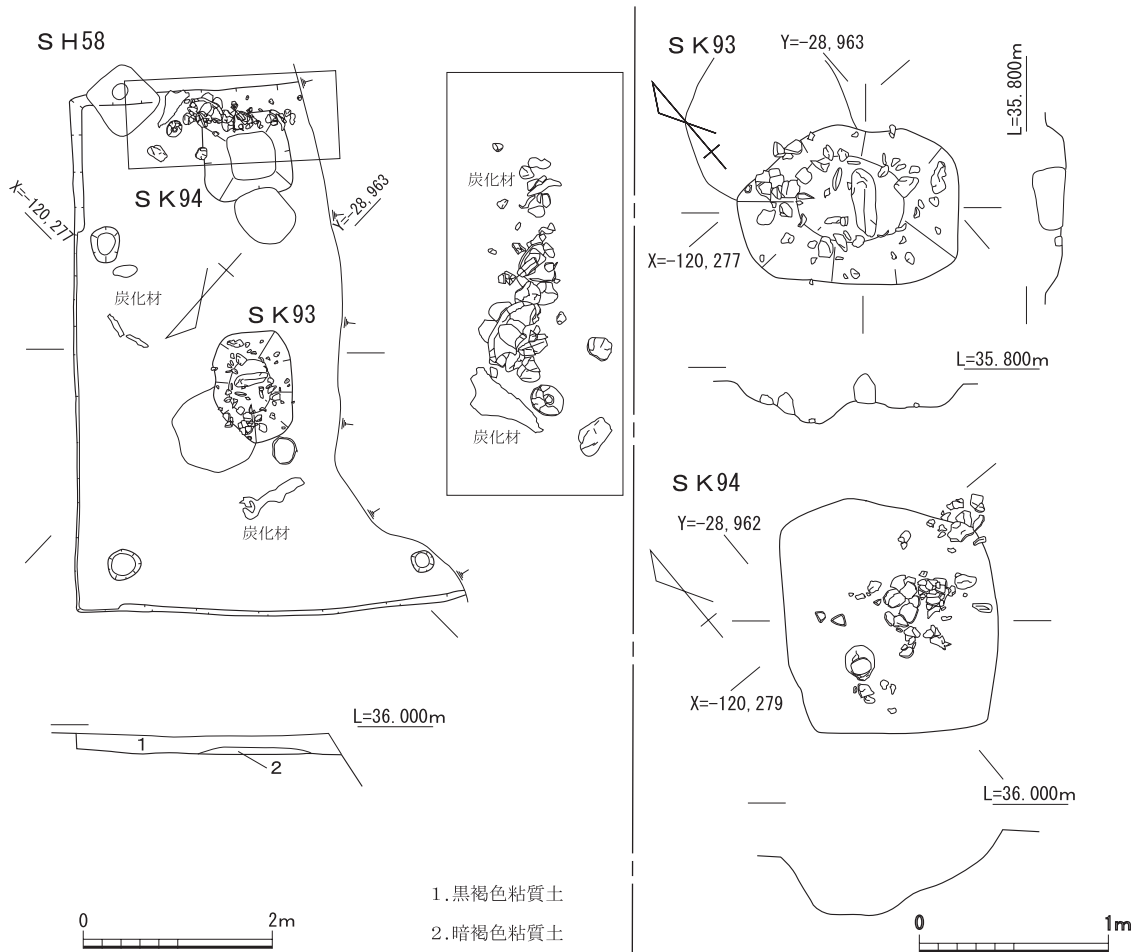 SH58
SK94
X=-120,277
Y=-28,963
炭化材
SK93
炭化材
炭化材
炭化材
L=36.000m
1
2
0 2m
1.黒褐色粘質土
2.暗褐色粘質土
SK93
Y=-28,963
L=35.800m
X=-120,277
L=35.800m
SK94
Y=-28,962
X=-120,279
L=36.000m
0 1m